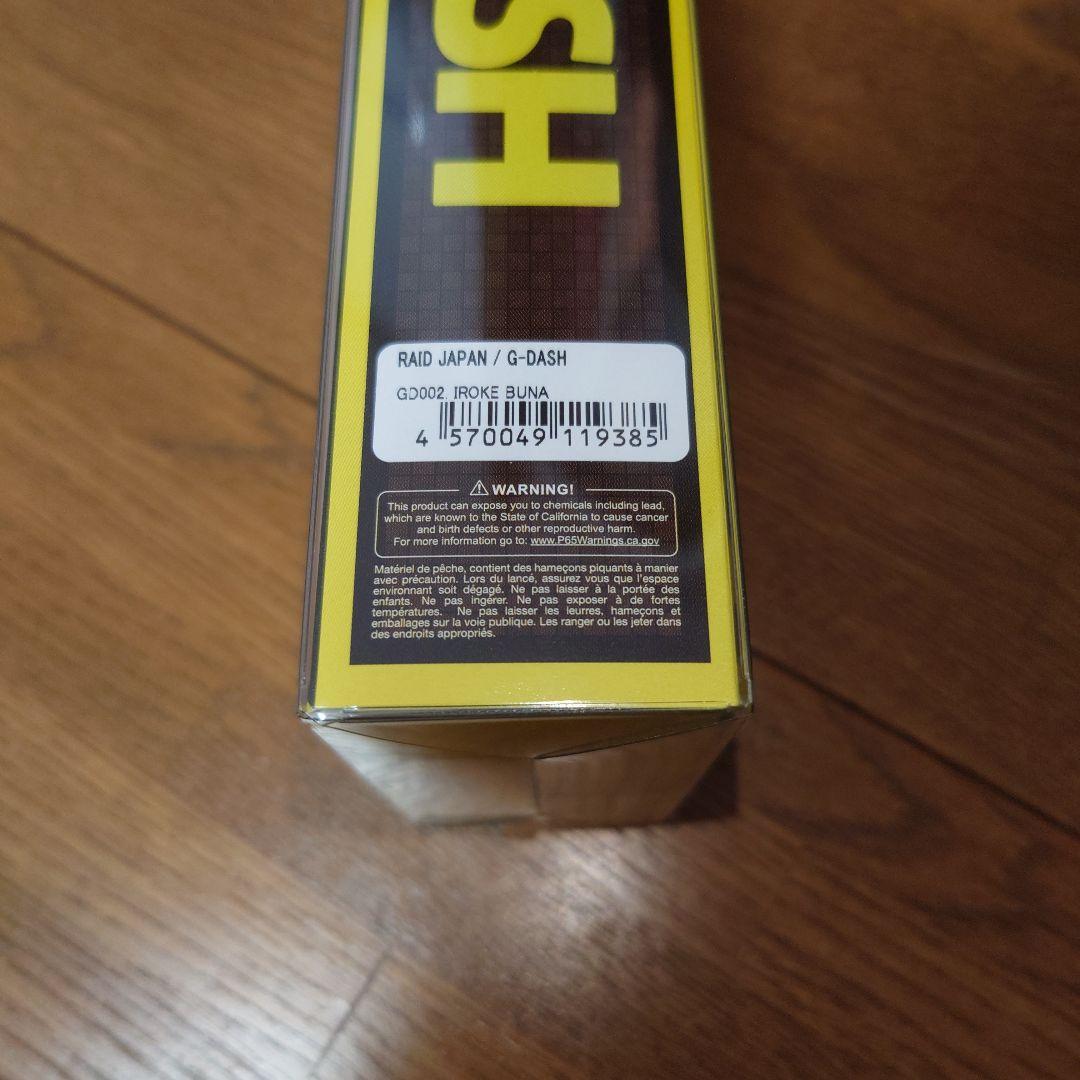 SH
RAID JAPAN / G-DASH
GD002. IROKE BUNA
4 570049 119385
⚠ WARNING!
This product can expose you to chemicals including lead,
which are known to the State of California to cause cancer
and birth defects or other reproductive harm.
For more information go to: www.P65Warnings.ca.gov
Matériel de pêche, contient des hameçons piquants à manier
avec précaution. Lors du lancé, assurez vous que l'espace
environnant soit dégagé. Ne pas laisser à la portée des
enfants. Ne pas ingérer. Ne pas exposer à de fortes
températures. Ne pas laisser les leurres, hameçons et
emballages sur la voie publique. Les ranger ou les jeter dans
des endroits appropriés.